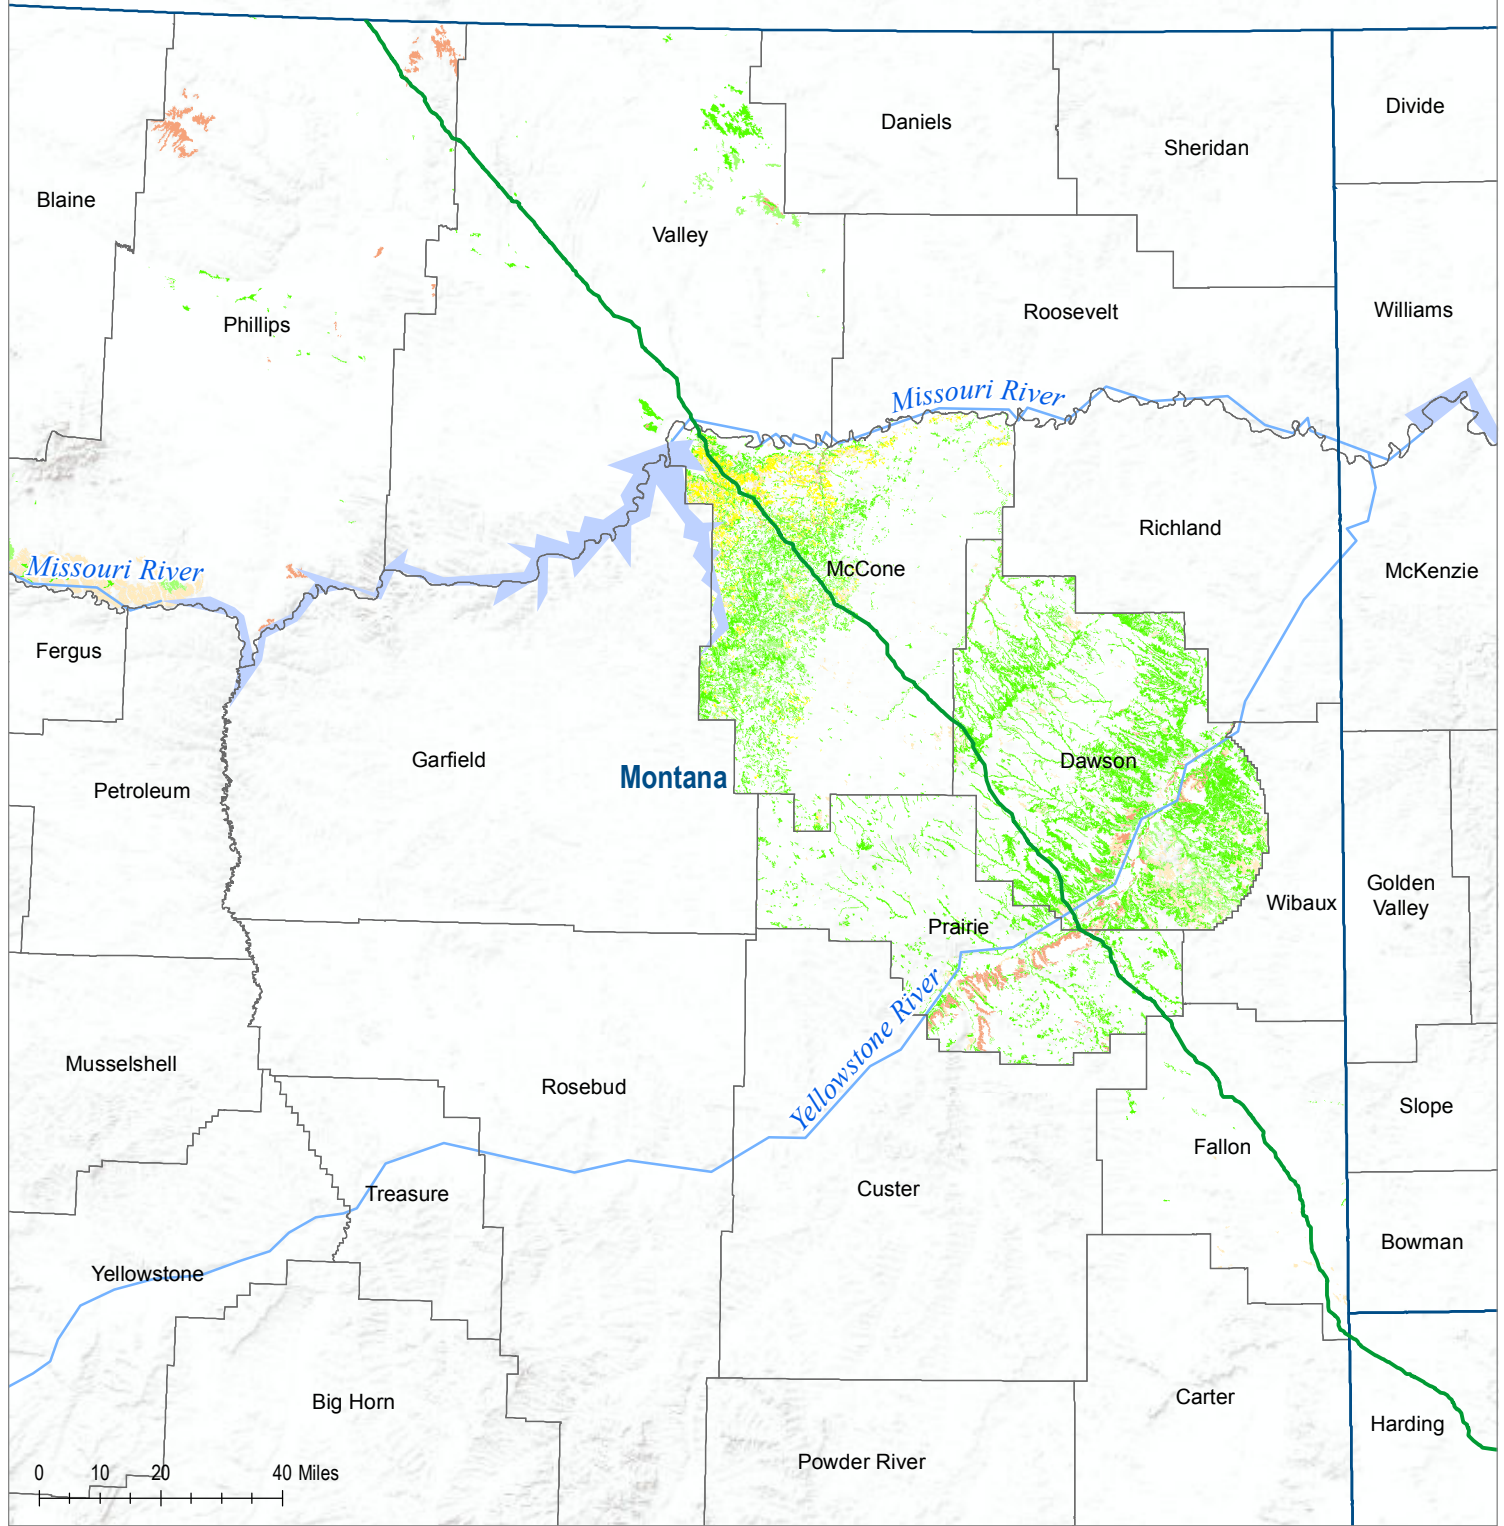 Divide
Daniels
Sheridan
Blaine
Valley
Phillips
Roosevelt
Williams
Missouri River
Richland
McCone
McKenzie
Missouri River
Fergus
Garfield
Montana
Dawson
Petroleum
Golden
Valley
Wibaux
Prairie
Yellowstone River
Musselshell
Rosebud
Slope
Fallon
Treasure
Custer
Bowman
Yellowstone
Big Horn
Carter
Harding
Powder River
0 10 20 40 Miles